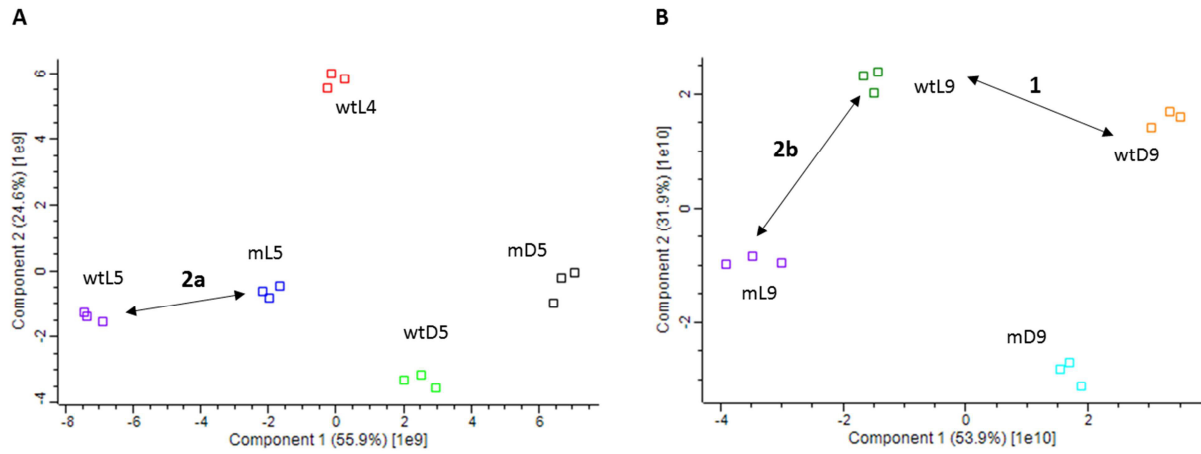 A
B
Component 2 (24.6%) [1e9]
6
4
2
0
-2
-4
wtL4
wtL5
2a
mL5
mD5
wtD5
-8
-6
-4
-2
0
2
4
6
Component 1 (55.9%) [1e9]
Component 2 (31.9%) [1e10]
2
0
-2
wtL9
1
wtD9
2b
mL9
mD9
-4
-2
0
2
Component 1 (53.9%) [1e10]